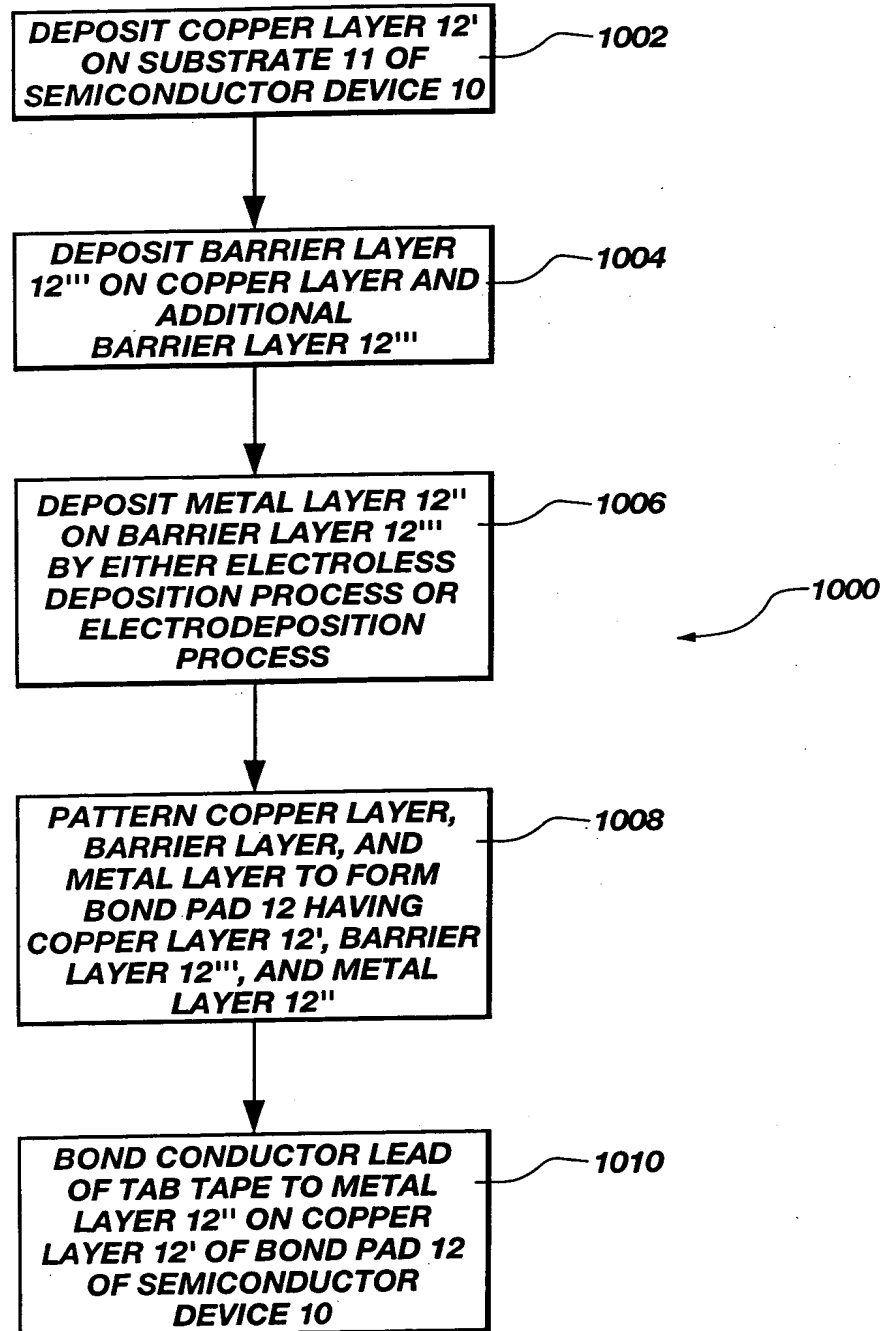 DEPOSIT COPPER LAYER 12'
ON SUBSTRATE 11 OF
SEMICONDUCTOR DEVICE 10
1002
DEPOSIT BARRIER LAYER
12''' ON COPPER LAYER AND
ADDITIONAL
BARRIER LAYER 12'''
1004
DEPOSIT METAL LAYER 12''
ON BARRIER LAYER 12'''
BY EITHER ELECTROLESS
DEPOSITION PROCESS OR
ELECTRODEPOSITION
PROCESS
1006
1000
PATTERN COPPER LAYER,
BARRIER LAYER, AND
METAL LAYER TO FORM
BOND PAD 12 HAVING
COPPER LAYER 12', BARRIER
LAYER 12''', AND METAL
LAYER 12''
1008
BOND CONDUCTOR LEAD
OF TAB TAPE TO METAL
LAYER 12'' ON COPPER
LAYER 12' OF BOND PAD 12
OF SEMICONDUCTOR
DEVICE 10
1010